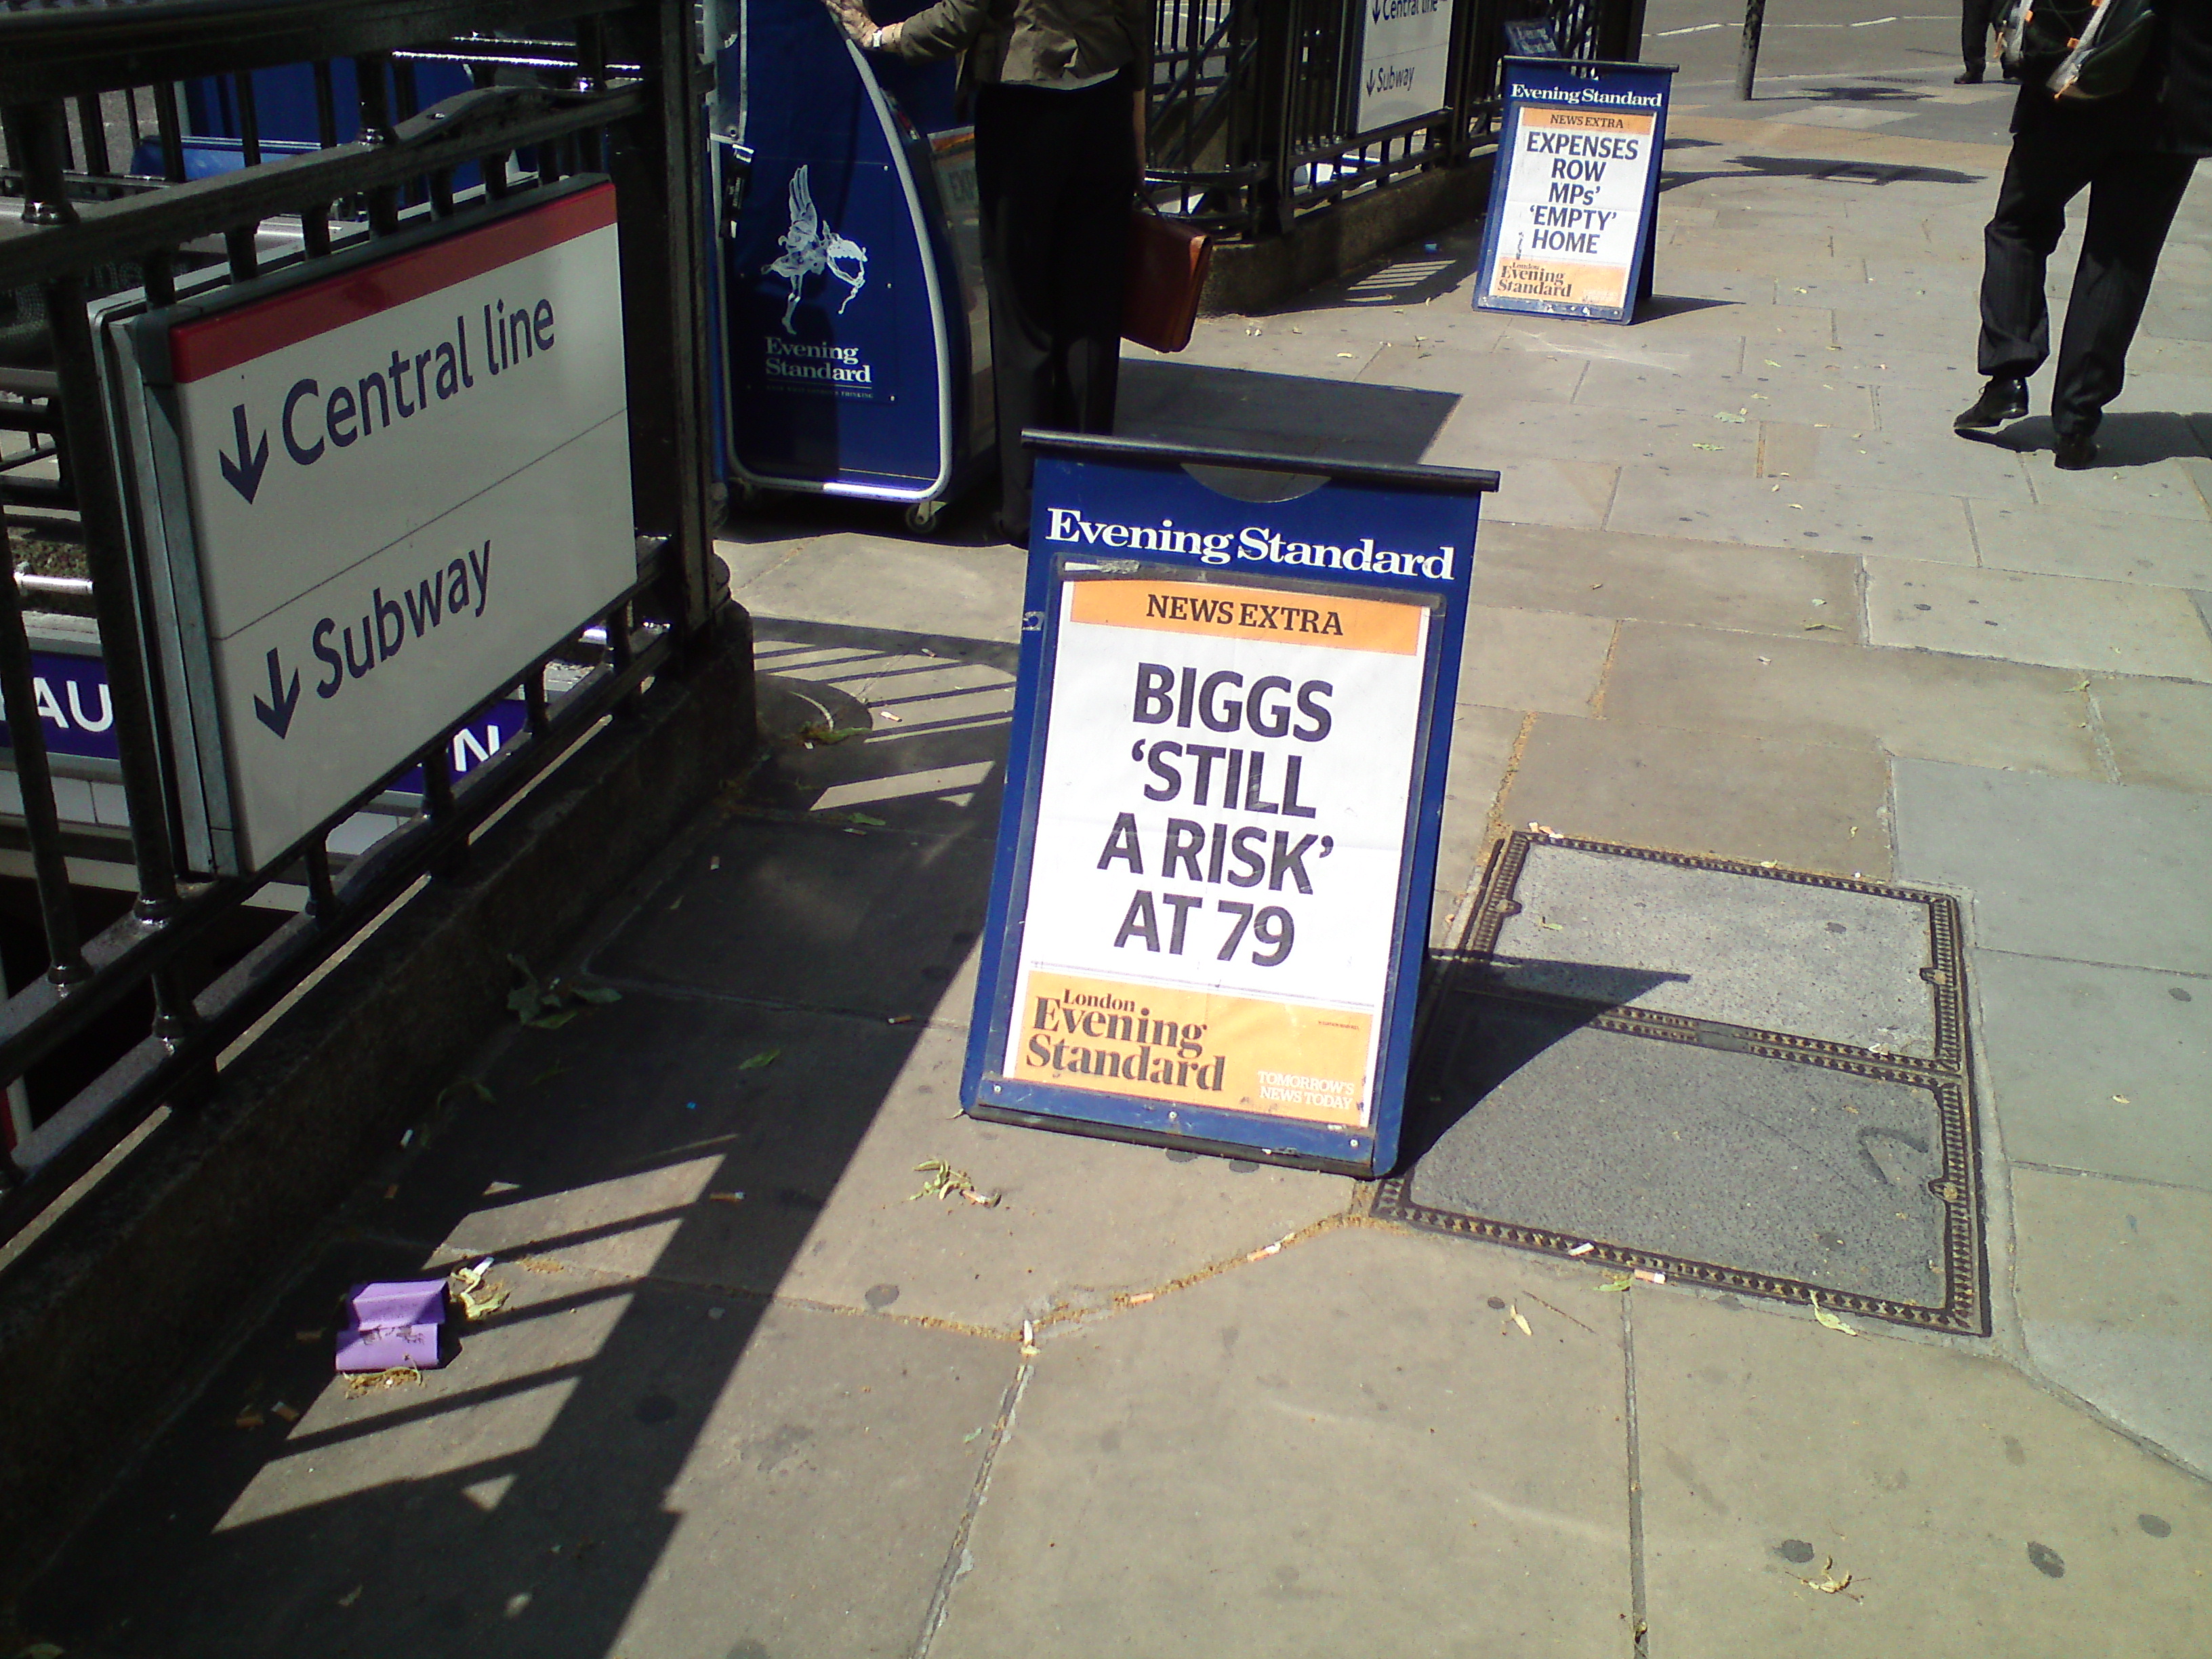 Central line
Subway
AU
N
Evening
Standard
Central line
Subway
Evening Standard
NEWS EXTRA
EXPENSES
ROW
MPs'
'EMPTY'
HOME
London
Evening
Standard
Evening Standard
NEWS EXTRA
BIGGS
'STILL
A RISK'
AT 79
London
Evening
Standard
TOMORROW'S
NEWS TODAY